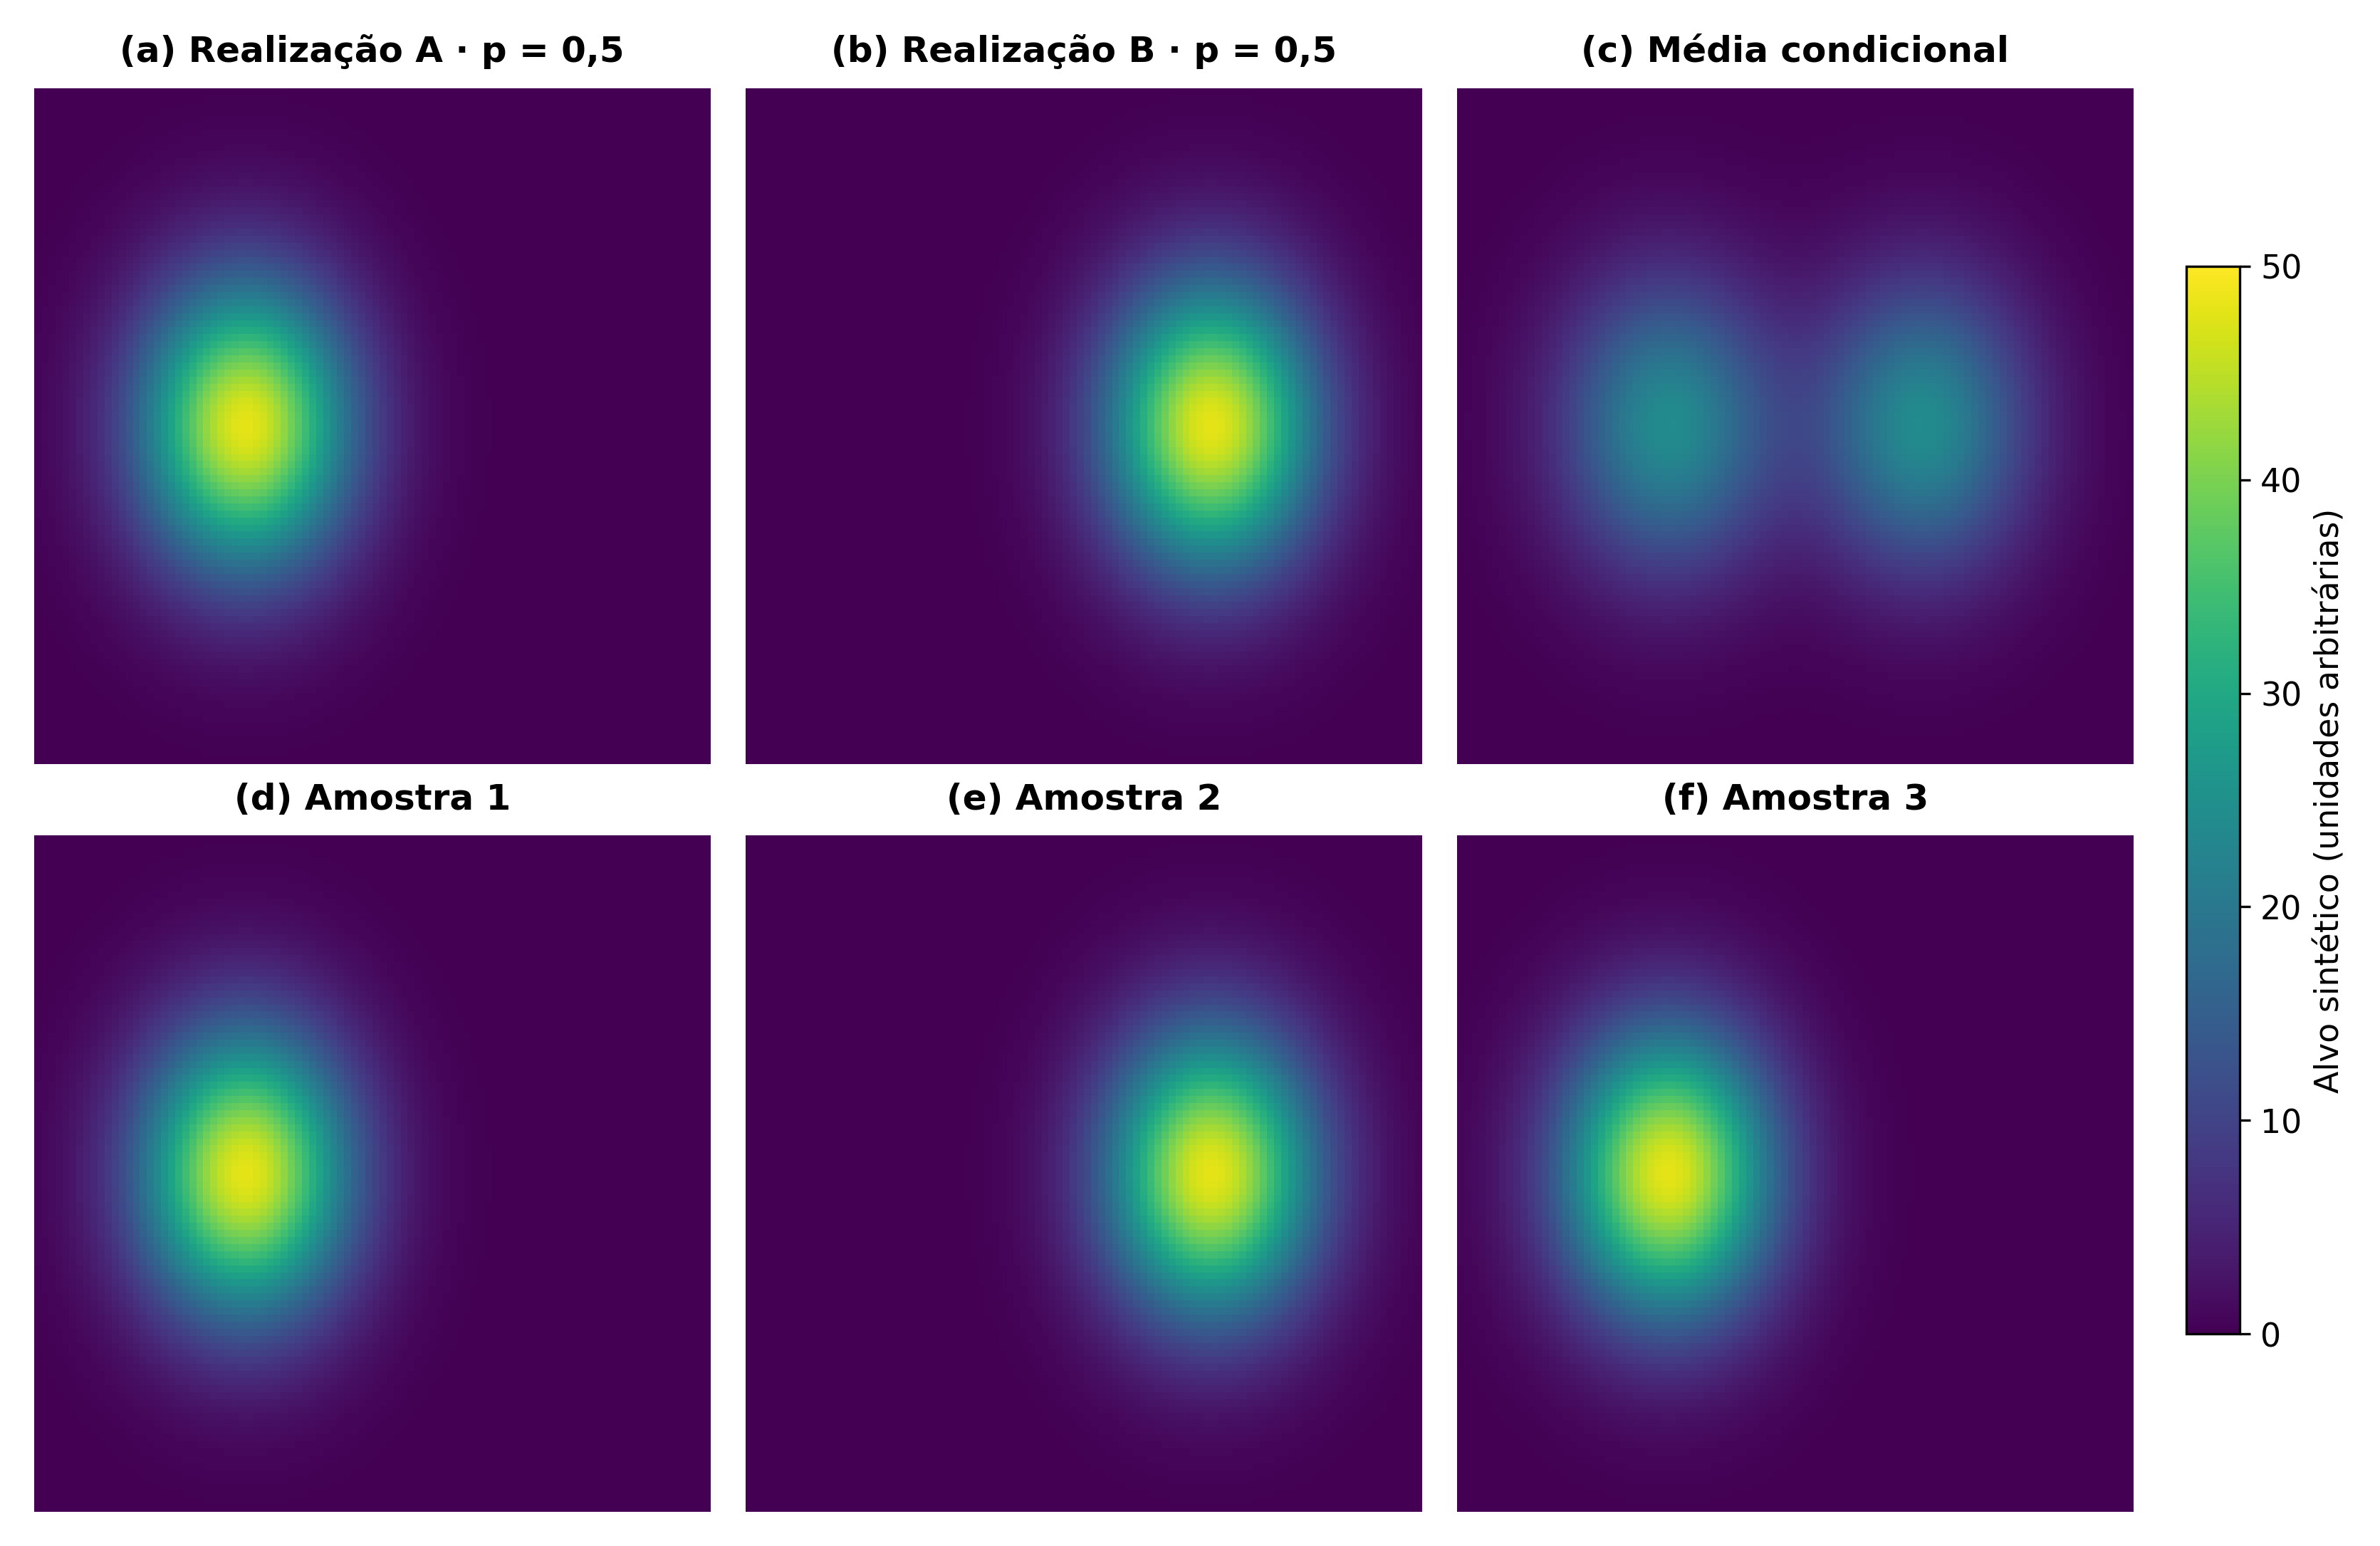 (a) Realização A · p = 0,5
(b) Realização B · p = 0,5
(c) Média condicional
(d) Amostra 1
(e) Amostra 2
(f) Amostra 3
50
40
30
20
10
0
Alvo sintético (unidades arbitrárias)